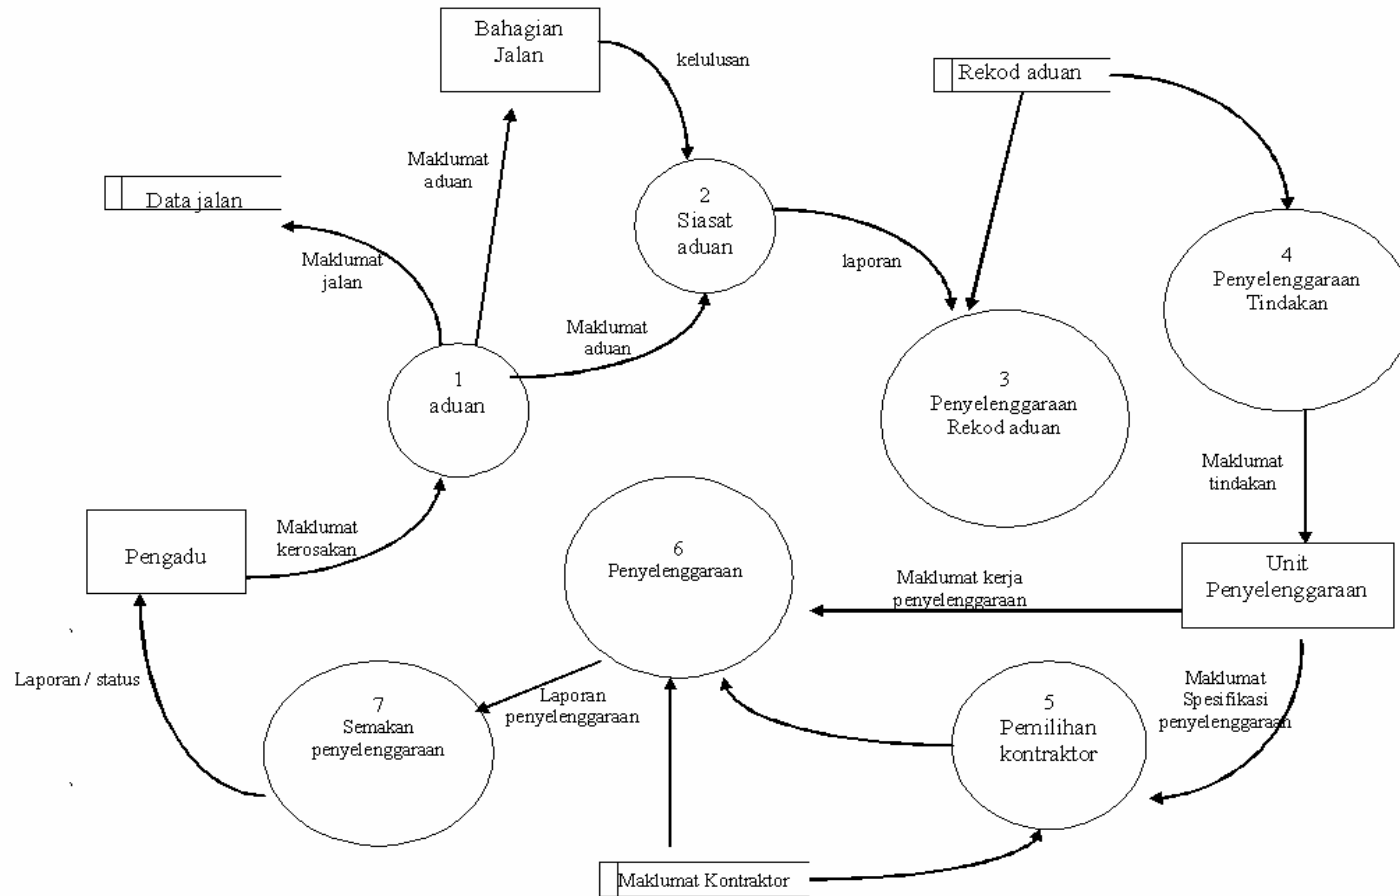 Bahagian
Jalan
kelulusan
Rekod aduan
Maklumat
aduan
Data jalan
2
Siasat
aduan
Maklumat
jalan
laporan
4
Penyelenggaraan
Tindakan
Maklumat
aduan
1
aduan
3
Penyelenggaraan
Rekod aduan
Maklumat
tindakan
Maklumat
kerosakan
Pengadu
6
Penyelenggaraan
Unit
Penyelenggaraan
Maklumat kerja
penyelenggaraan
Laporan / status
7
Semakan
penyelenggaraan
Laporan
penyelenggaraan
5
Pemilihan
kontraktor
Maklumat
Spesifikasi
penyelenggaraan
Maklumat Kontraktor